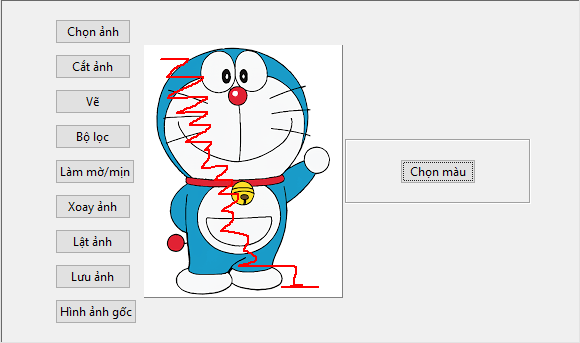 Chọn ảnh
Cắt ảnh
Vẽ
Bộ lọc
Làm mờ/mịn
Xoay ảnh
Lật ảnh
Lưu ảnh
Hình ảnh gốc
Chọn màu